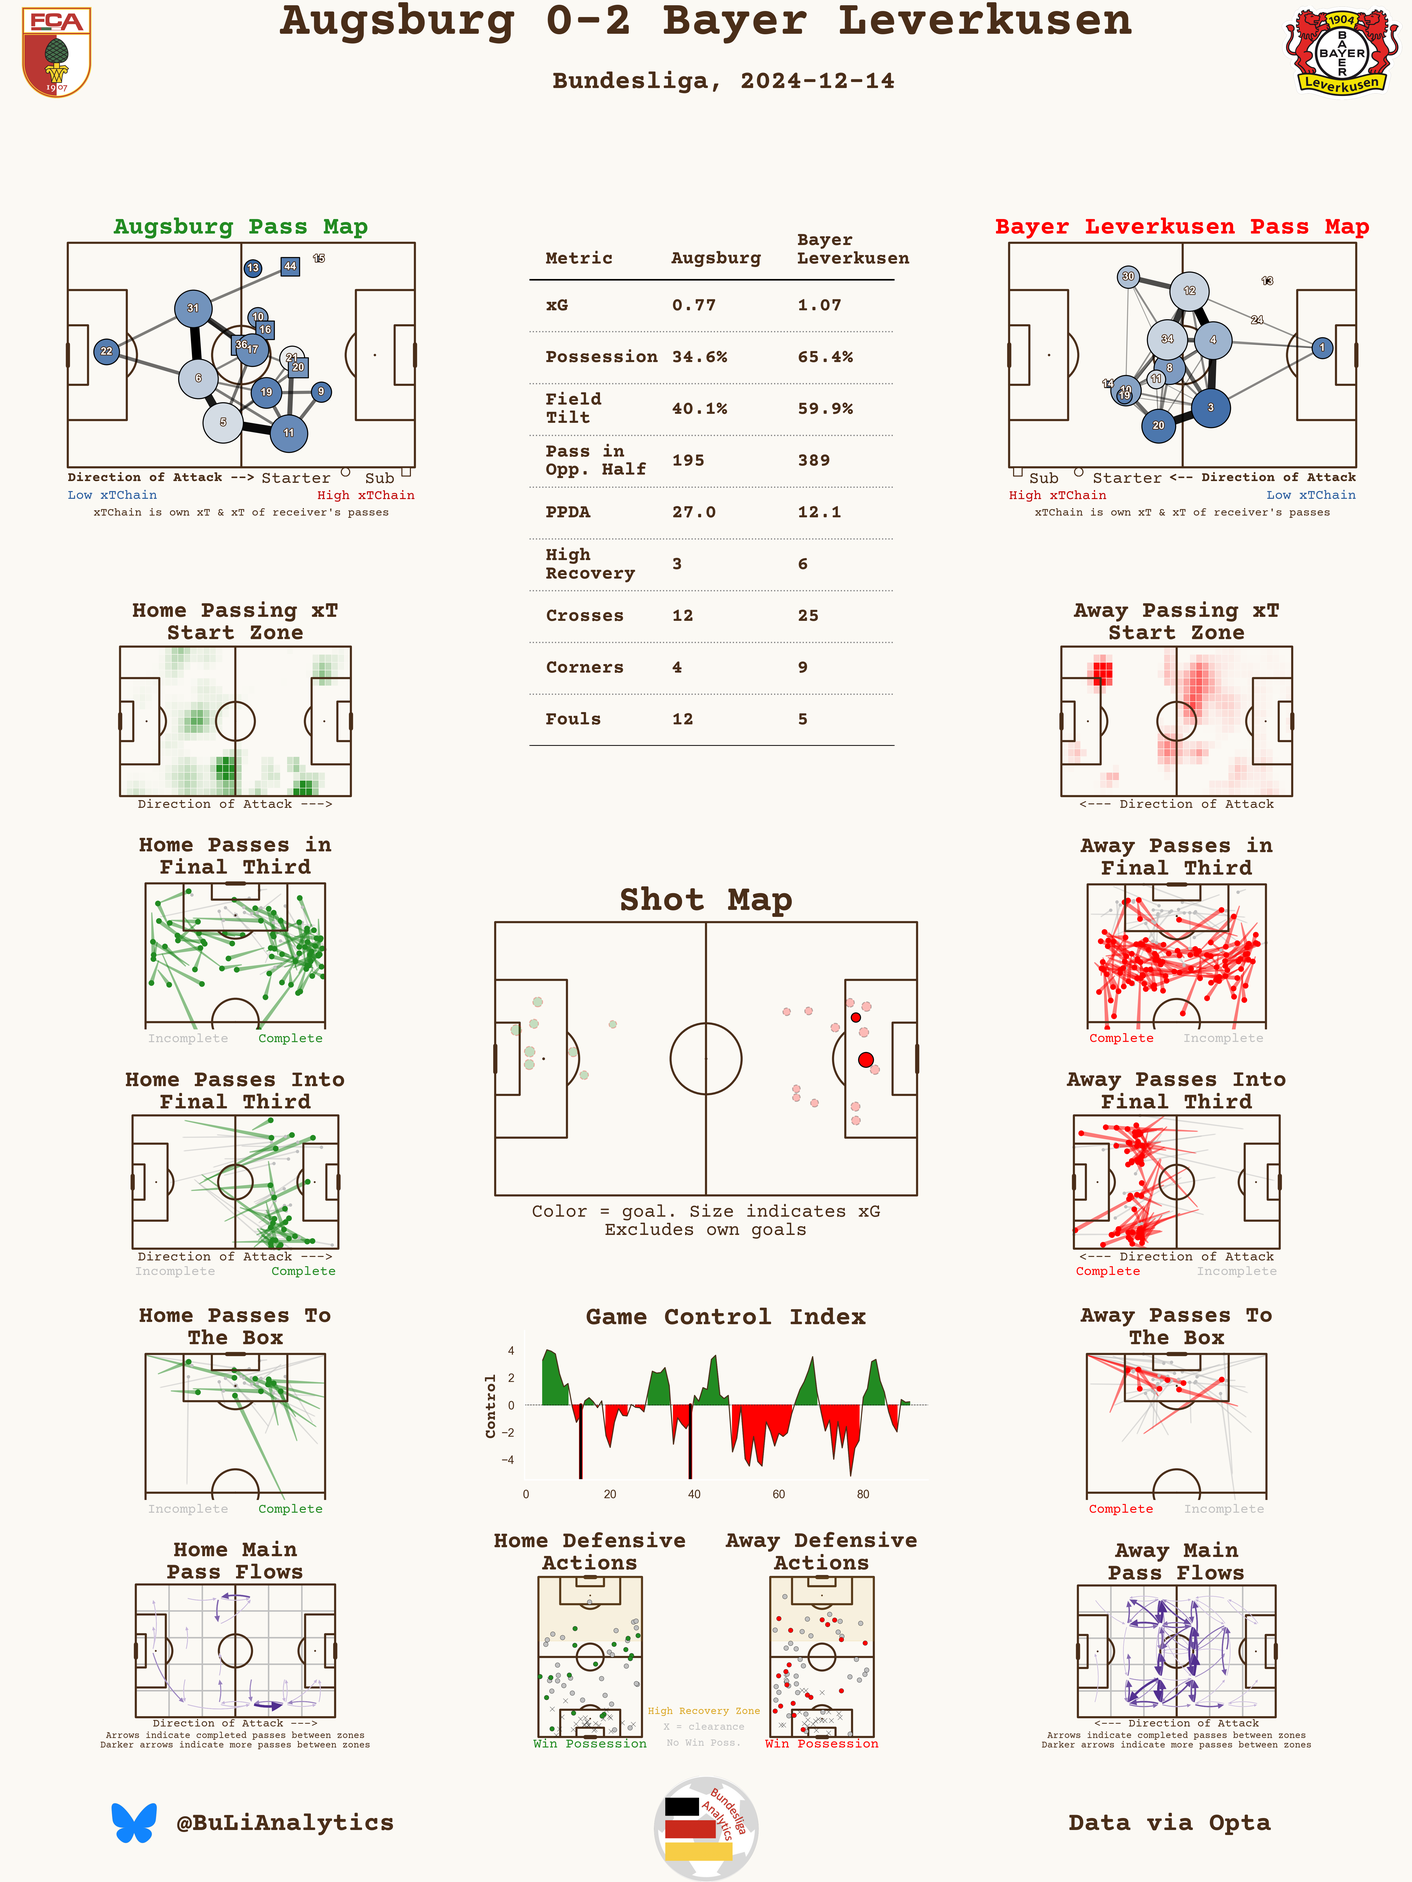 Augsburg 0-2 Bayer Leverkusen
Bundesliga, 2024-12-14
FCA
1907
1904
BAYER
BAYER
Leverkusen
Augsburg Pass Map
13
44
15
31
10
16
36
17
22
21
20
6
19
9
5
11
Direction of Attack --> Starter Sub
Low xTChain High xTChain
xTChain is own xT & xT of receiver's passes
Metric Augsburg Bayer Leverkusen
xG 0.77 1.07
Possession 34.6% 65.4%
Field Tilt 40.1% 59.9%
Pass in Opp. Half 195 389
PPDA 27.0 12.1
High Recovery 3 6
Crosses 12 25
Corners 4 9
Fouls 12 5
Bayer Leverkusen Pass Map
30
12
13
24
34
4
1
8
11
14
10
19
3
20
Sub Starter <-- Direction of Attack
High xTChain Low xTChain
xTChain is own xT & xT of receiver's passes
Home Passing xT
Start Zone
Direction of Attack --->
Away Passing xT
Start Zone
<--- Direction of Attack
Home Passes in
Final Third
Incomplete Complete
Away Passes in
Final Third
Complete Incomplete
Shot Map
Color = goal. Size indicates xG
Excludes own goals
Home Passes Into
Final Third
Direction of Attack --->
Incomplete Complete
Away Passes Into
Final Third
<--- Direction of Attack
Complete Incomplete
Home Passes To
The Box
Incomplete Complete
Game Control Index
Control
4
2
0
−2
−4
0 20 40 60 80
Away Passes To
The Box
Complete Incomplete
Home Main
Pass Flows
Direction of Attack --->
Arrows indicate completed passes between zones
Darker arrows indicate more passes between zones
Home Defensive
Actions
Win Possession
High Recovery Zone
X = clearance
No Win Poss.
Away Defensive
Actions
Win Possession
Away Main
Pass Flows
<--- Direction of Attack
Arrows indicate completed passes between zones
Darker arrows indicate more passes between zones
@BuLiAnalytics
Bundesliga
Analytics
Data via Opta